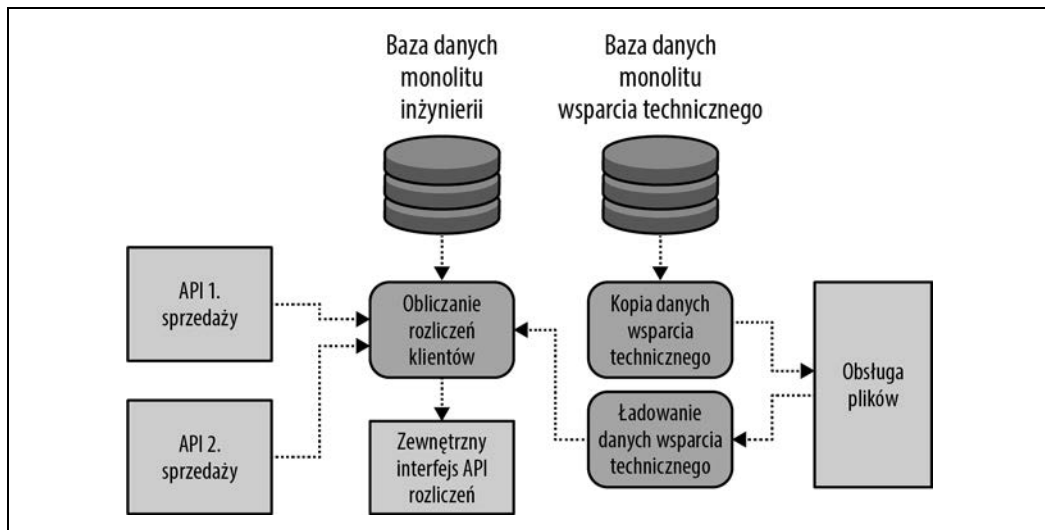 Baza danych
monolitu
inżynierii
Baza danych
monolitu
wsparcia technicznego
API 1.
sprzedaży
Obliczanie
rozliczeń
klientów
Kopia danych
wsparcia
technicznego
Obsługa
plików
API 2.
sprzedaży
Zewnętrzny
interfejs API
rozliczeń
Ładowanie
danych wsparcia
technicznego